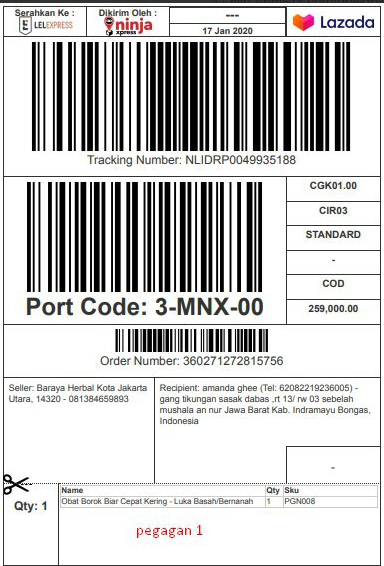 Serahkan Ke :
LELEXPRESS
Dikirim Oleh :
ninja
xpress
---
17 Jan 2020
Lazada
Tracking Number: NLIDRP0049935188
Port Code: 3-MNX-00
CGK01.00
CIR03
STANDARD
-
COD
259,000.00
Order Number: 360271272815756
Seller: Baraya Herbal Kota Jakarta
Utara, 14320 - 081384659893
Recipient: amanda ghee (Tel: 62082219236005) -
gang tikungan sasak dabas ,rt 13/ rw 03 sebelah
mushala an nur Jawa Barat Kab. Indramayu Bongas,
Indonesia
-
Qty: 1
Name Qty Sku
Obat Borok Biar Cepat Kering - Luka Basah/Bernanah 1 PGN008
pegagan 1